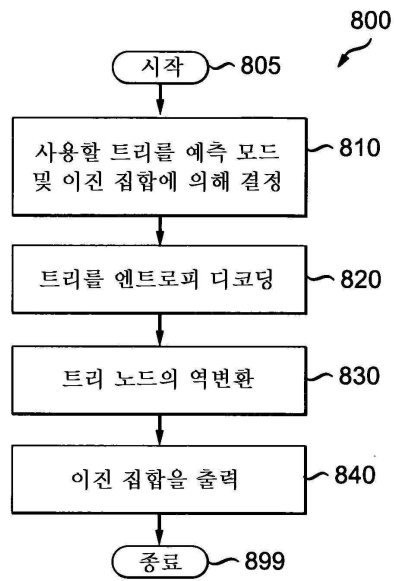 800
시작 805
사용할 트리를 예측 모드
및 이진 집합에 의해 결정 810
트리를 엔트로피 디코딩 820
트리 노드의 역변환 830
이진 집합을 출력 840
종료 899